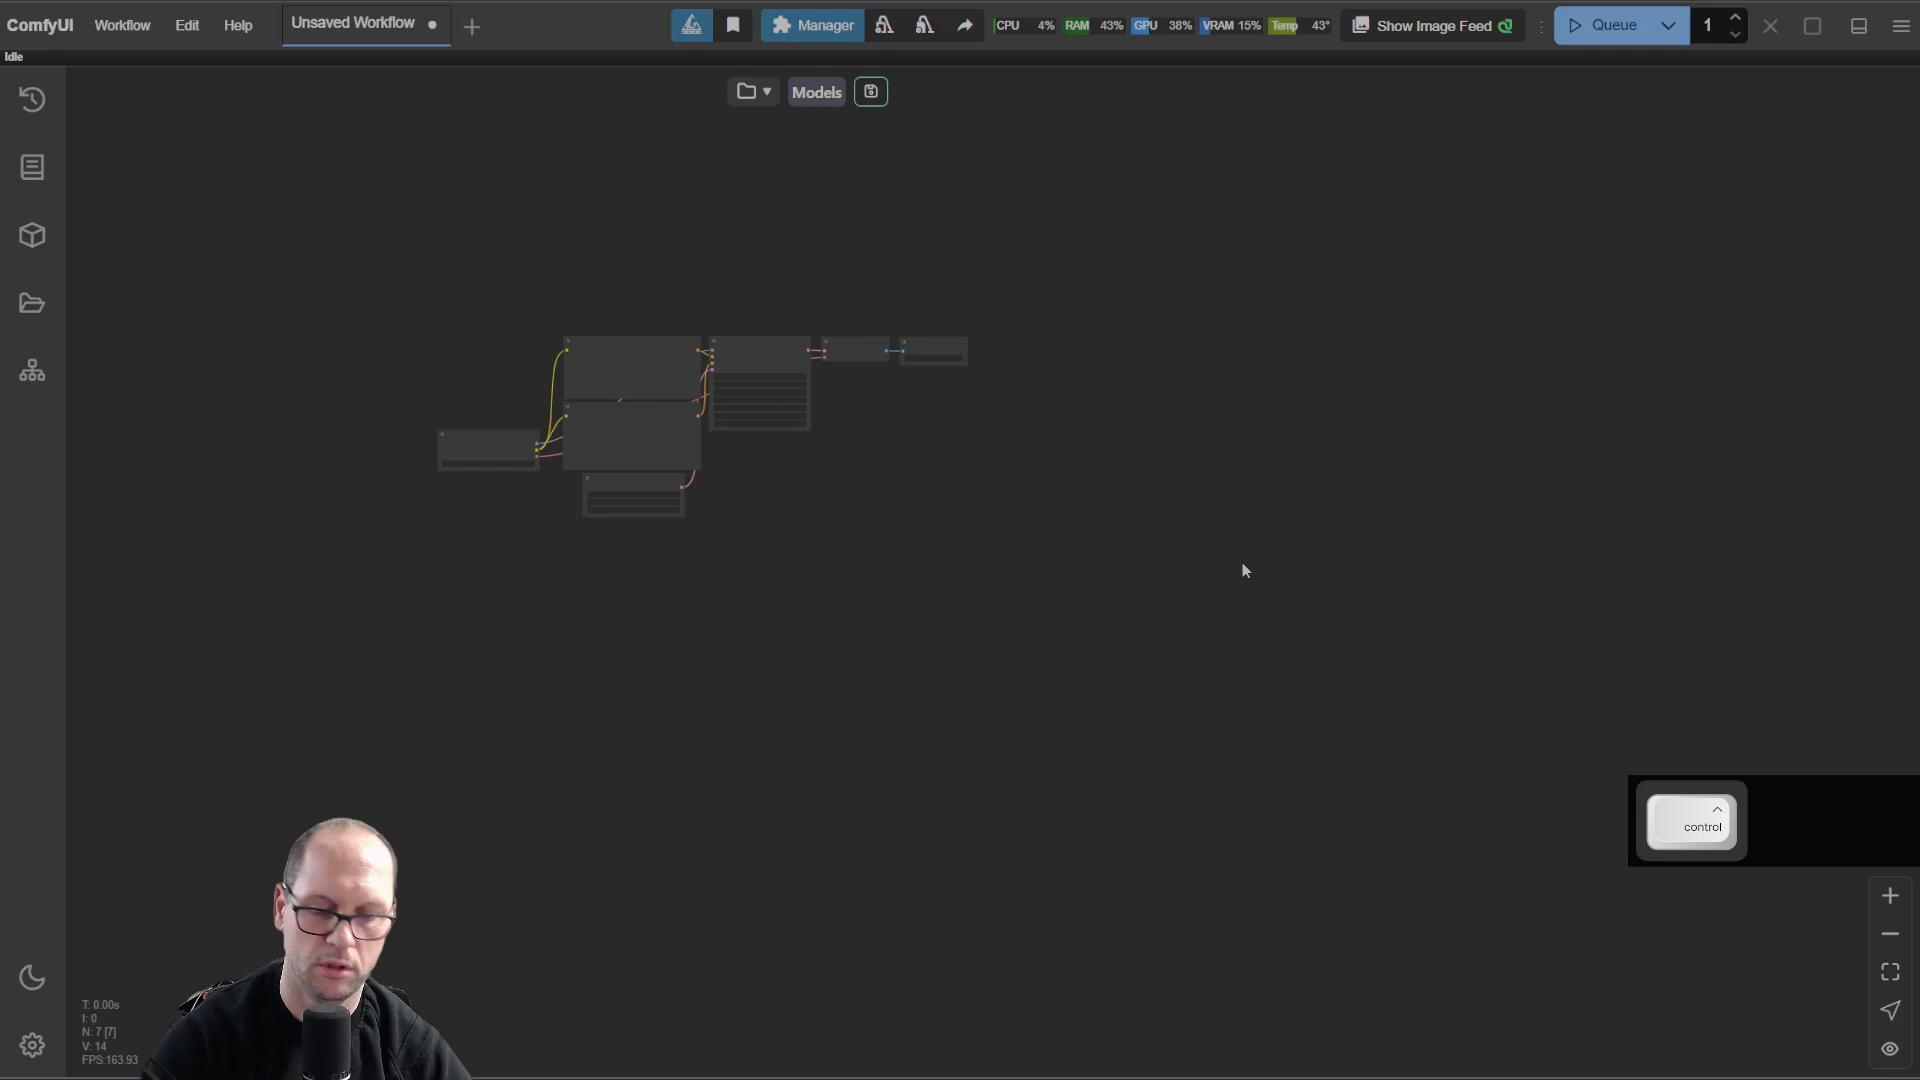 ComfyUI Workflow Edit Help Unsaved Workflow Manager CPU 4% RAM 43% GPU 38% VRAM 15% Temp 43° Show Image Feed Queue 1
Idle
Models
^
control
T: 0.00s
I: 0
N: 7 [7]
V: 14
FPS:163.93